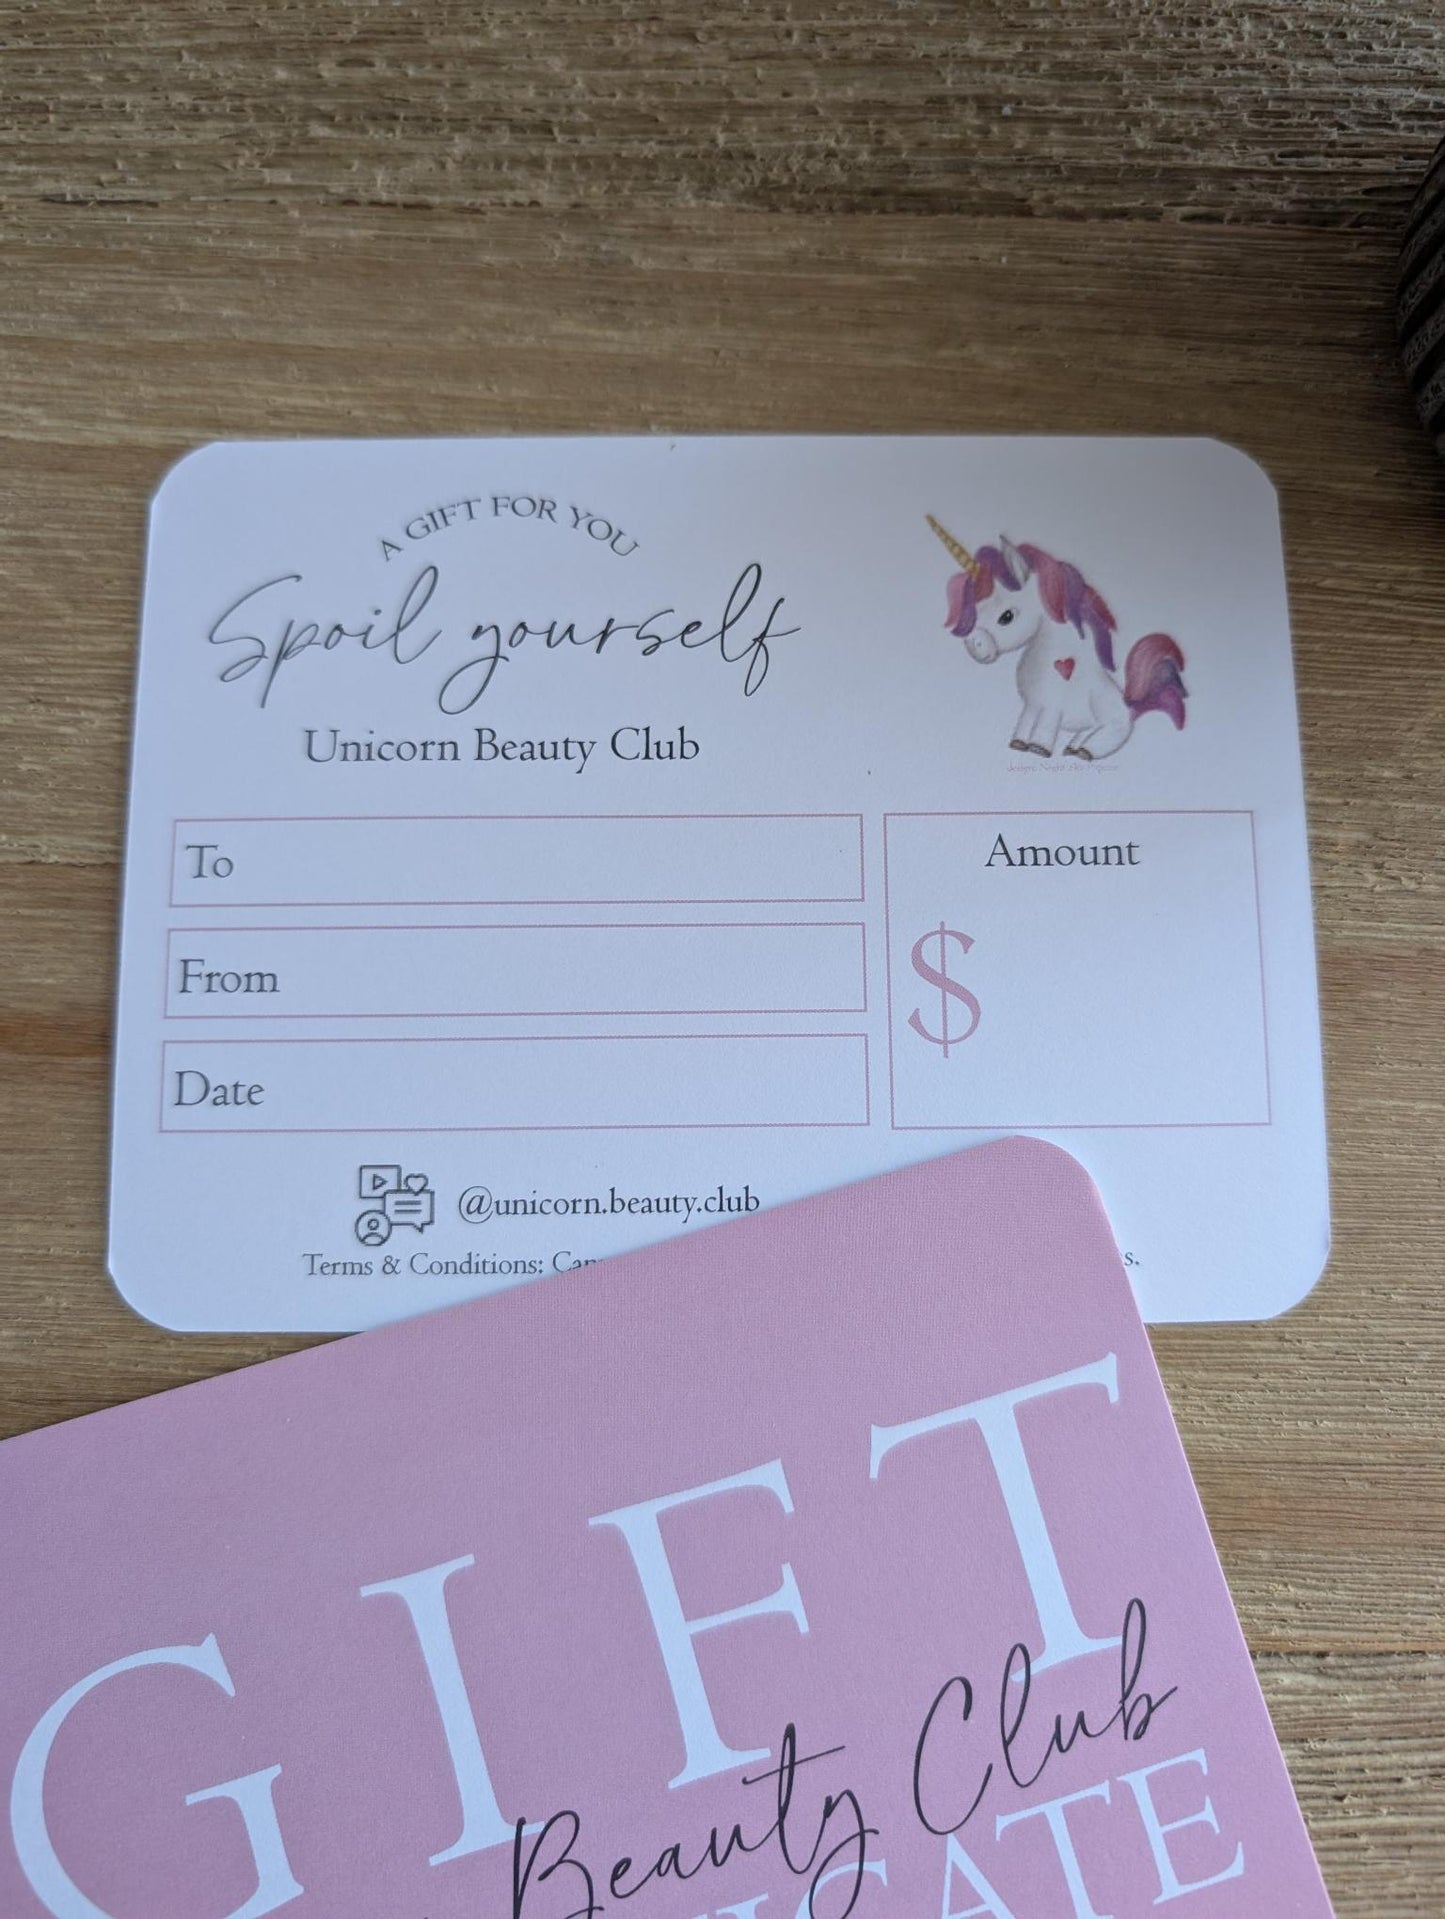 A GIFT FOR YOU
Spoil yourself
Unicorn Beauty Club
To
From
Date
Amount
$
@unicorn.beauty.club
Terms & Conditions:
GIFT
Beauty Club